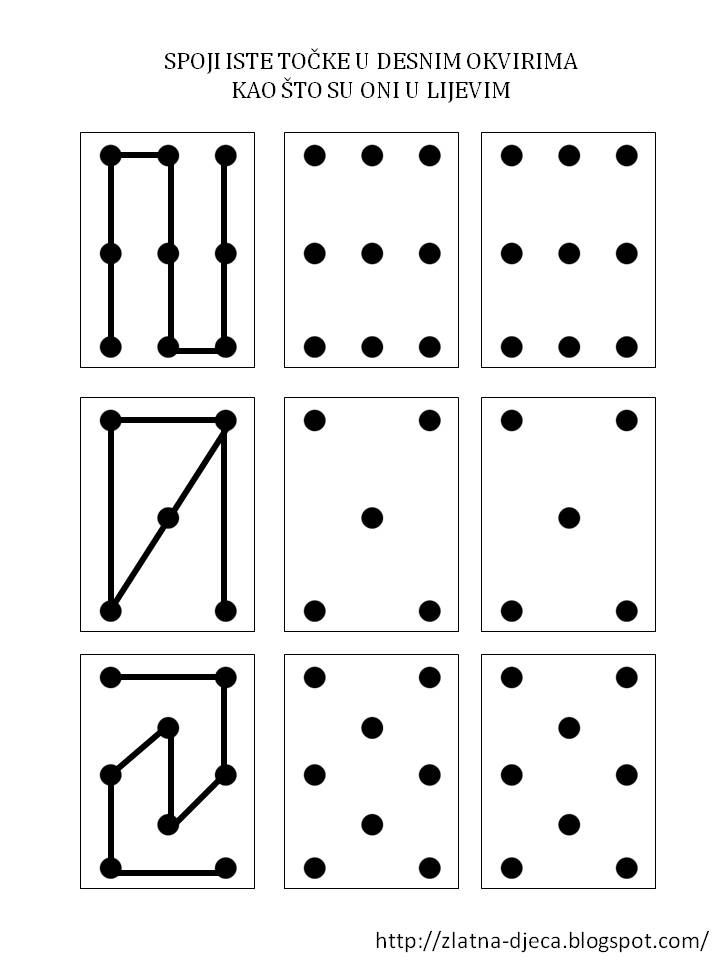 SPOJI ISTE TOČKE U DESNIM OKVIRIMA
KAO ŠTO SU ONI U LIJEVIM
http://zlatna-djeca.blogspot.com/